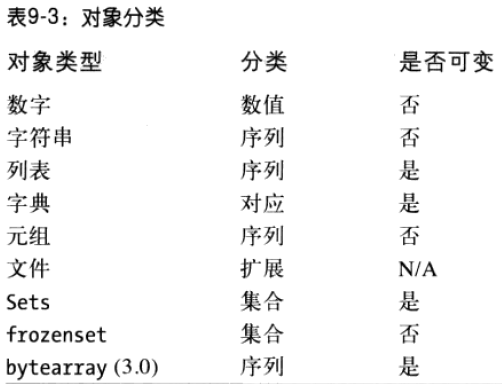 表9-3：对象分类
对象类型 分类 是否可变
数字 数值 否
字符串 序列 否
列表 序列 是
字典 对应 是
元组 序列 否
文件 扩展 N/A
Sets 集合 是
frozenset 集合 否
bytearray (3.0) 序列 是